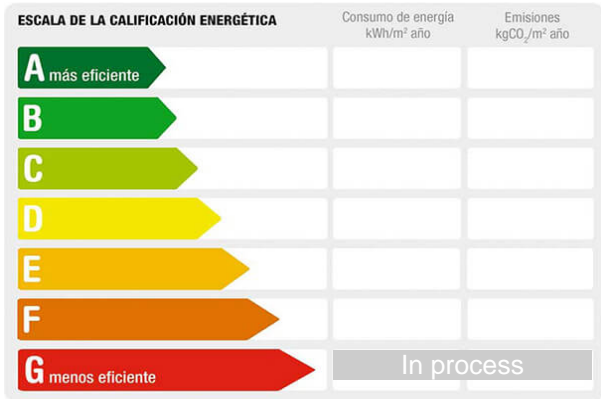 ESCALA DE LA CALIFICACIÓN ENERGÉTICA
Consumo de energía
kWh/m² año
Emisiones
kgCO₂/m² año
A más eficiente
B
C
D
E
F
G menos eficiente
In process